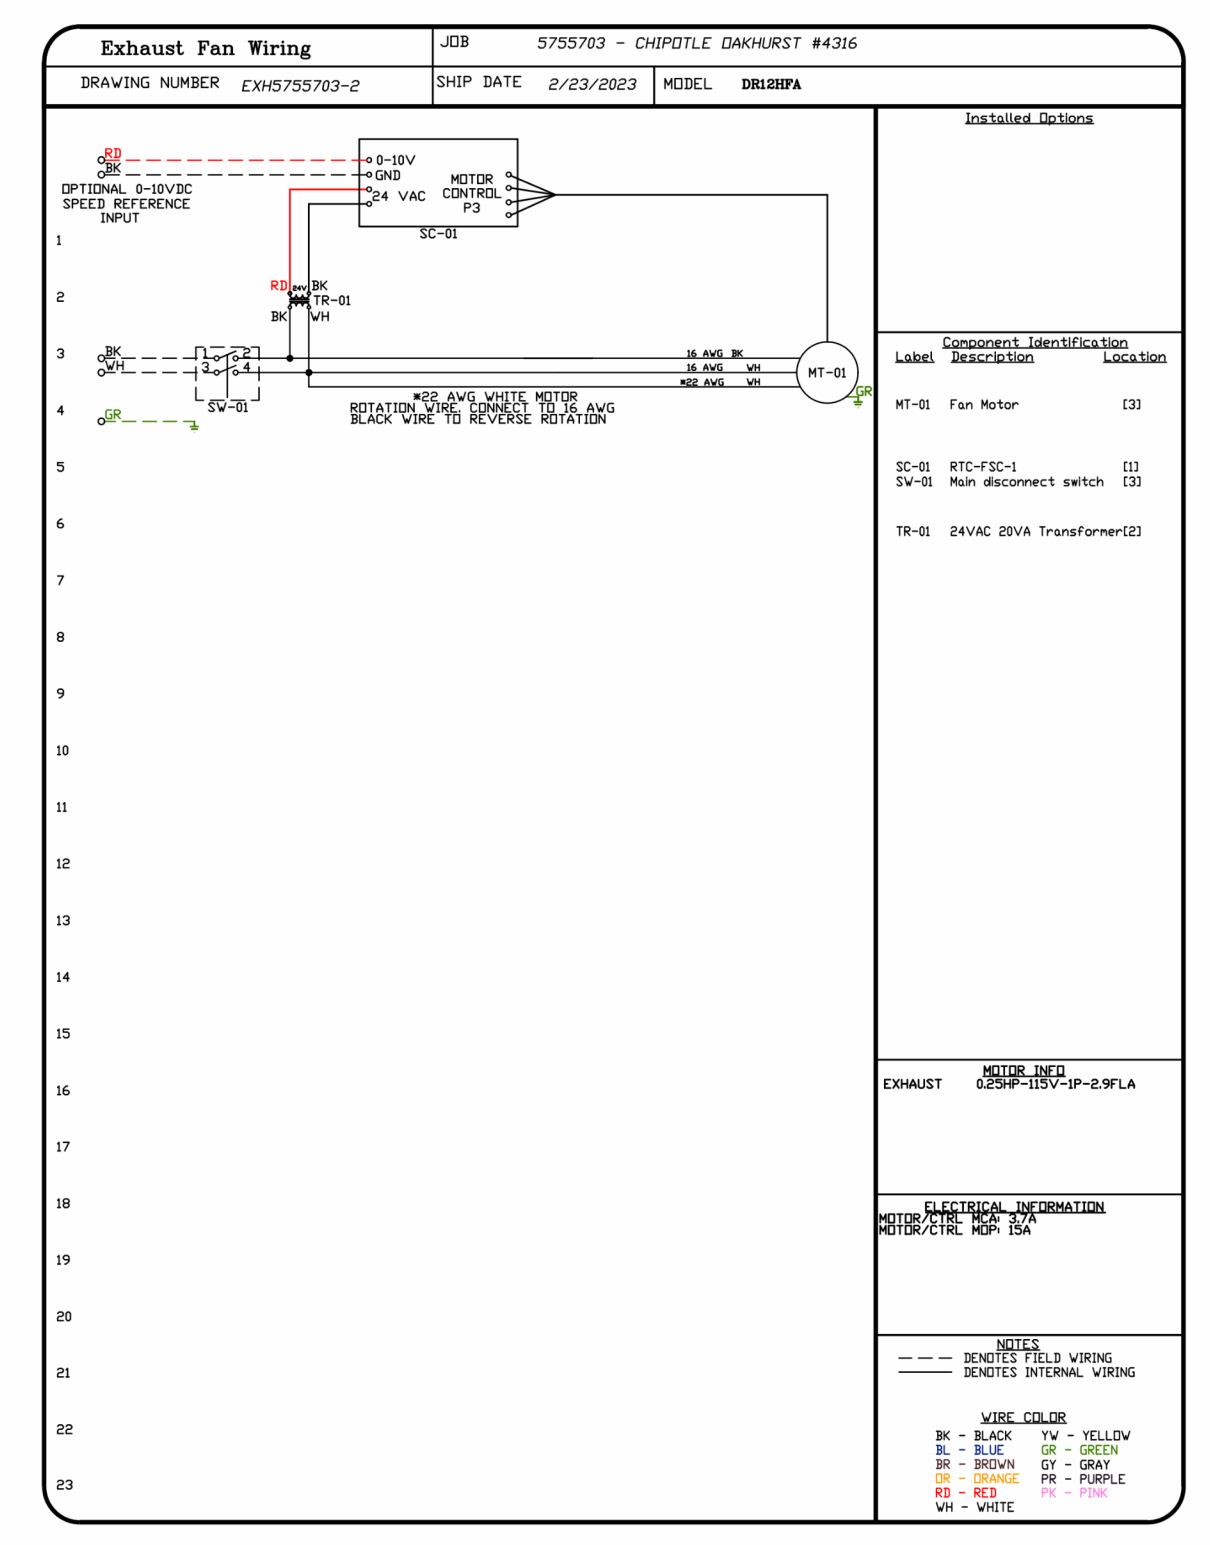 Exhaust Fan Wiring
JOB 5755703 - CHIPOTLE OAKHURST #4316
DRAWING NUMBER EXH5755703-2
SHIP DATE 2/23/2023
MODEL DR12HFA
RD
BK
OPTIONAL 0-10VDC
SPEED REFERENCE
INPUT
0-10V
GND
24 VAC
MOTOR
CONTROL
P3
SC-01
1
RD 24V BK
2
TR-01
BK WH
3
BK
WH
1 2
3 4
SW-01
16 AWG BK
16 AWG WH
*22 AWG WH
MT-01
GR
*22 AWG WHITE MOTOR
ROTATION WIRE. CONNECT TO 16 AWG
BLACK WIRE TO REVERSE ROTATION
4
GR
5
6
7
8
9
10
11
12
13
14
15
16
17
18
19
20
21
22
23
Installed Options
Component Identification
Label Description Location
MT-01 Fan Motor [3]
SC-01 RTC-FSC-1 [1]
SW-01 Main disconnect switch [3]
TR-01 24VAC 20VA Transformer[2]
MOTOR INFO
EXHAUST 0.25HP-115V-1P-2.9FLA
ELECTRICAL INFORMATION
MOTOR/CTRL MCA: 3.7A
MOTOR/CTRL MOP: 15A
NOTES
DENOTES FIELD WIRING
DENOTES INTERNAL WIRING
WIRE COLOR
BK - BLACK YW - YELLOW
BL - BLUE GR - GREEN
BR - BROWN GY - GRAY
OR - ORANGE PR - PURPLE
RD - RED PK - PINK
WH - WHITE